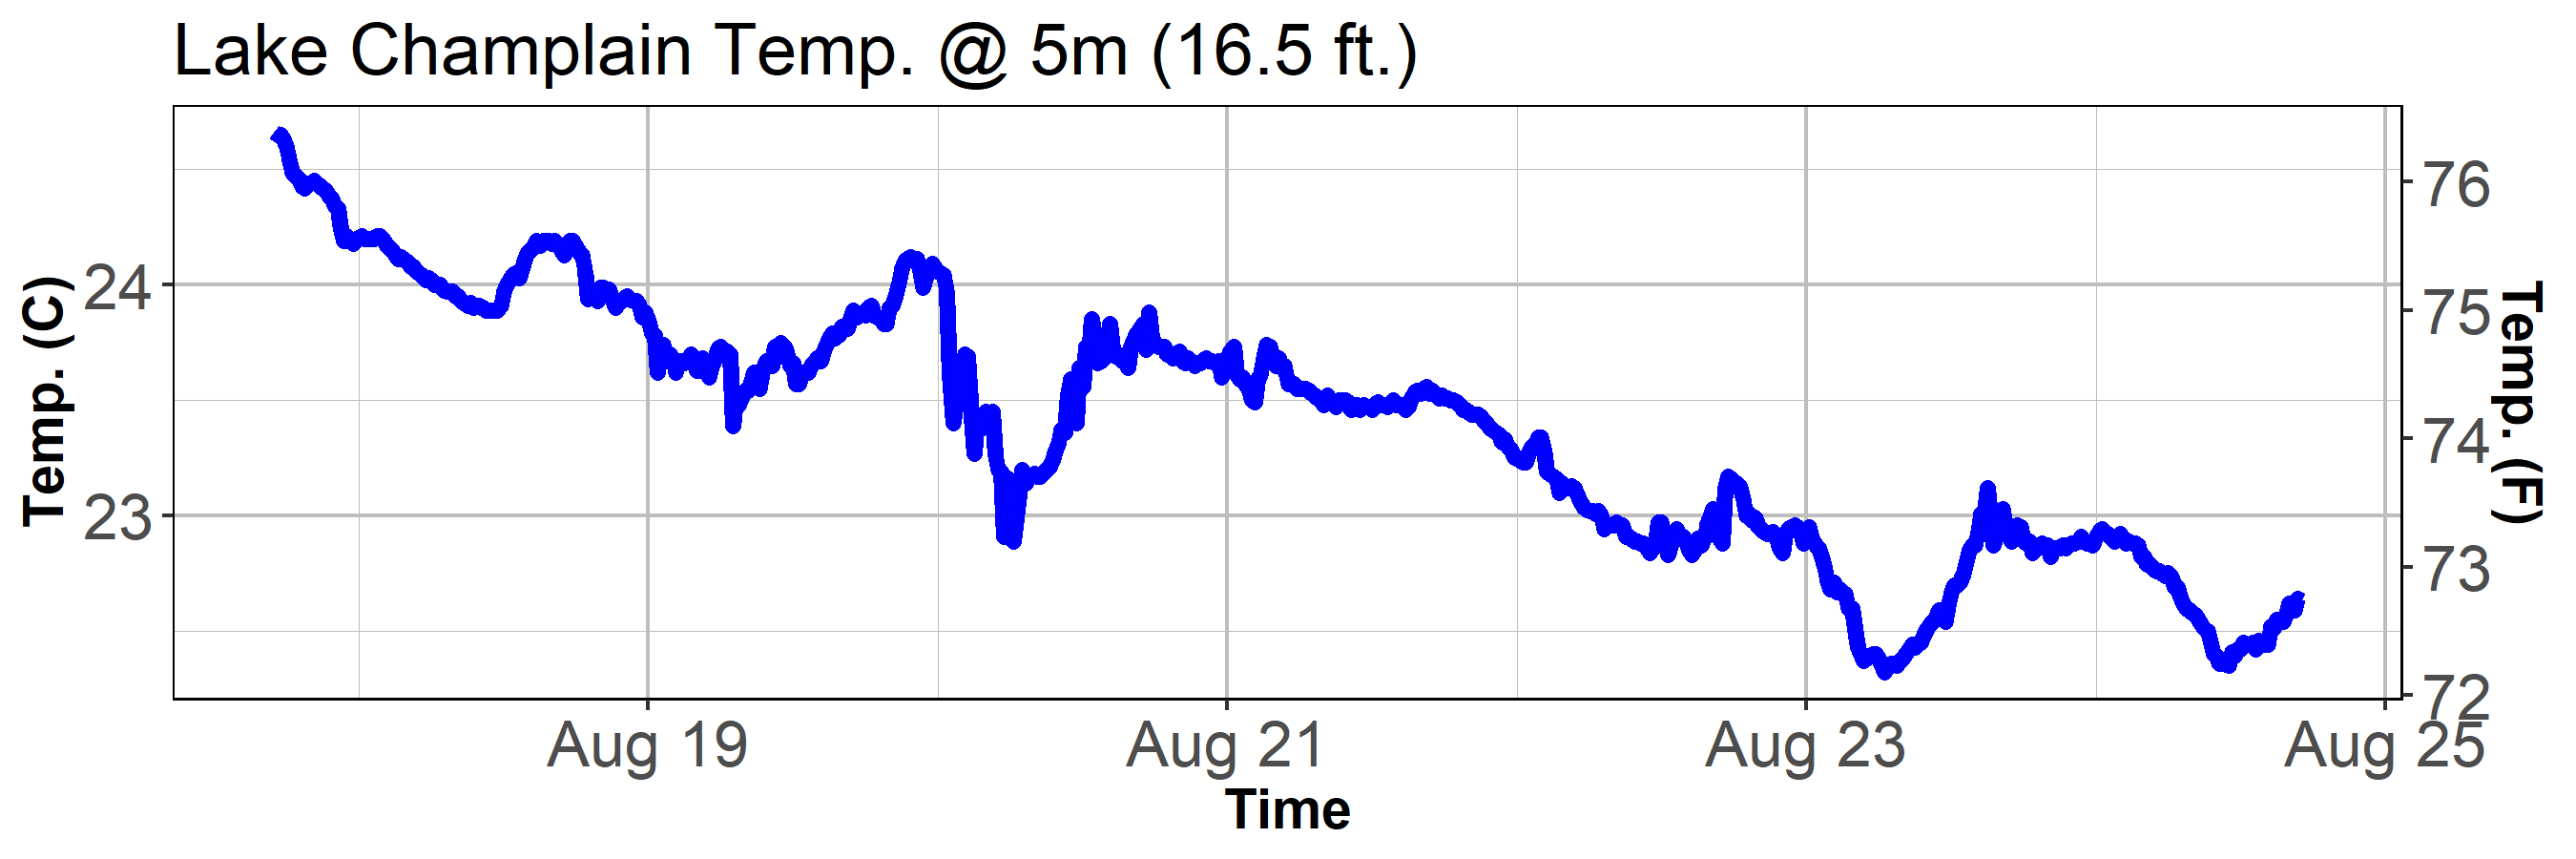 Lake Champlain Temp. @ 5m (16.5 ft.)
Temp. (C)
24
23
76
75
74
73
72
Temp. (F)
Aug 19 Aug 21 Aug 23 Aug 25
Time